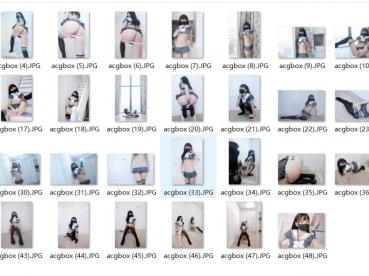 acgbox (4).JPG acgbox (5).JPG acgbox (6).JPG acgbox (7).JPG acgbox (8).JPG acgbox (9).JPG acgbox (10
acgbox (17).JPG acgbox (18).JPG acgbox (19).JPG acgbox (20).JPG acgbox (21).JPG acgbox (22).JPG acgbox (23
acgbox (30).JPG acgbox (31).JPG acgbox (32).JPG acgbox (33).JPG acgbox (34).JPG acgbox (35).JPG acgbox (36
acgbox (43).JPG acgbox (44).JPG acgbox (45).JPG acgbox (46).JPG acgbox (47).JPG acgbox (48).JPG